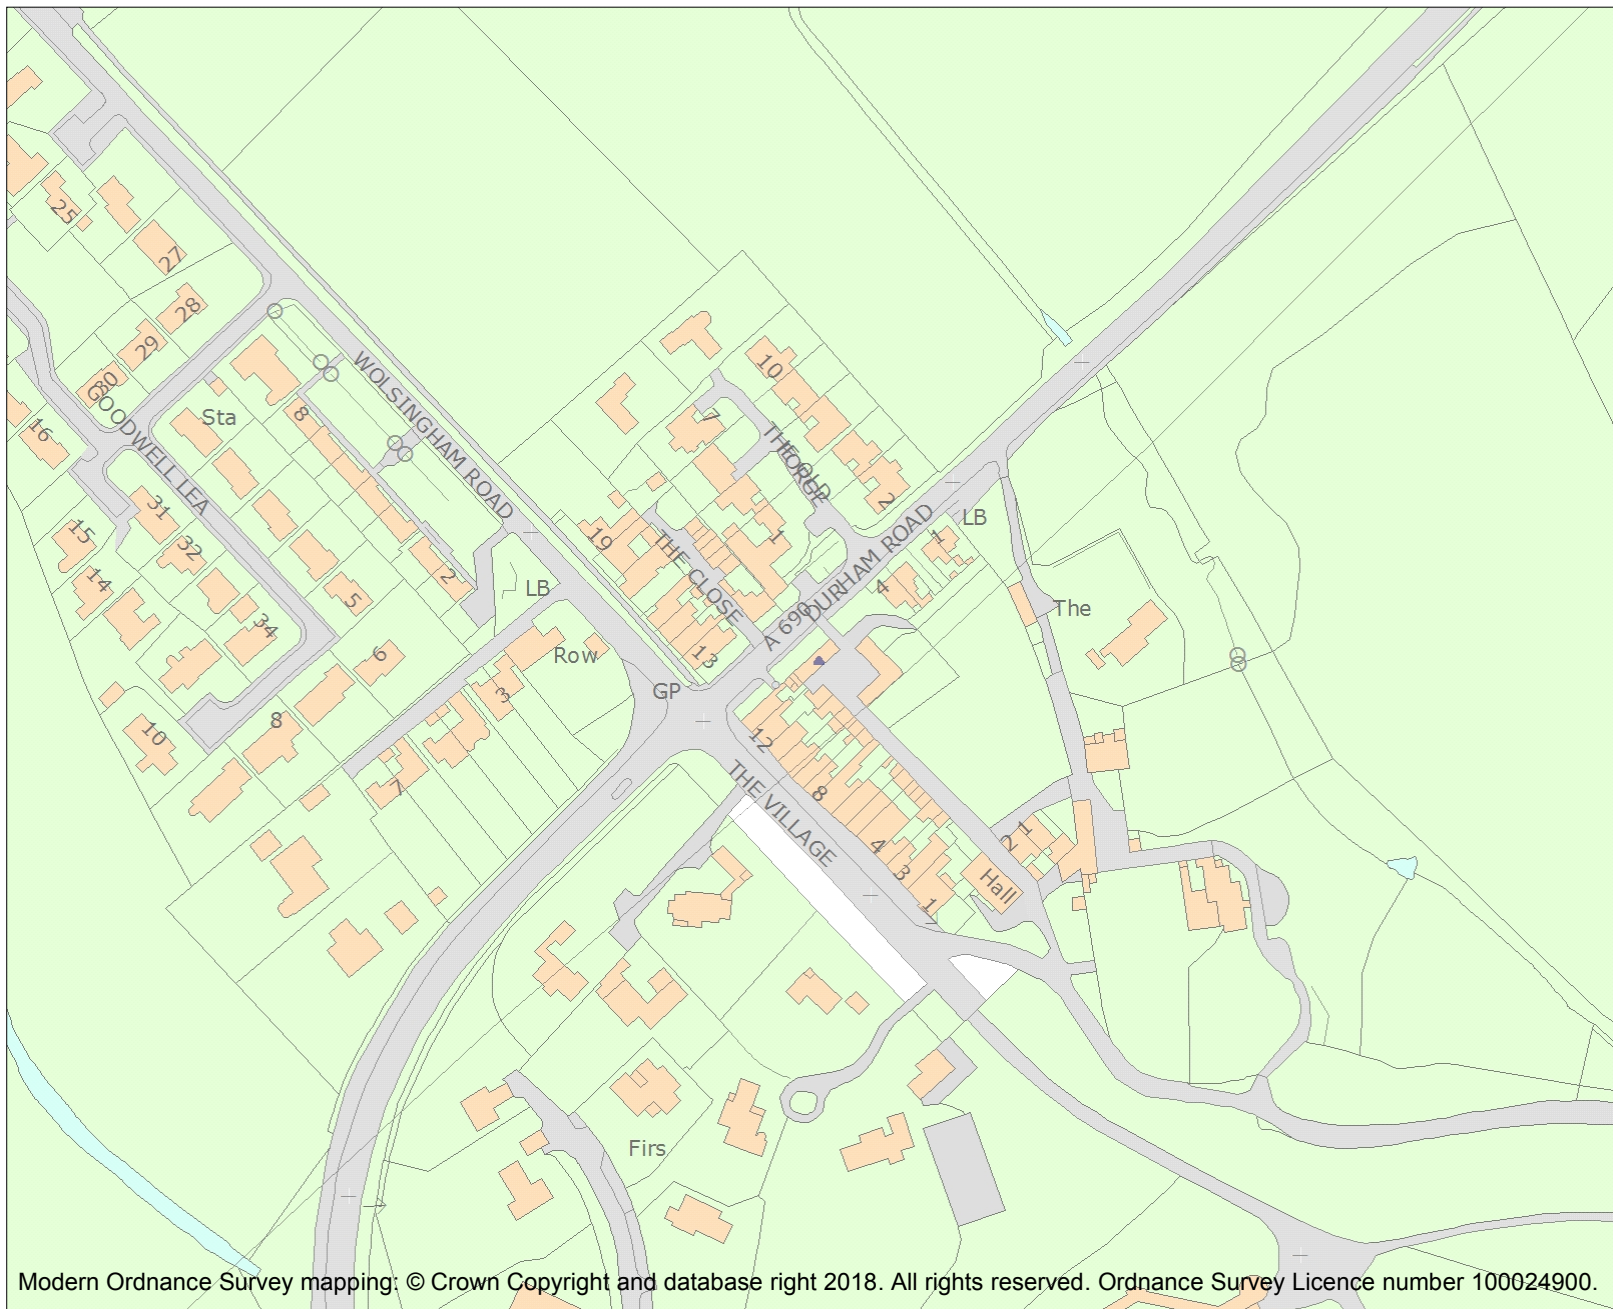 25
27
28
29
30
GOODWELL LEA
16
Sta
8
WOLSINGHAM ROAD
10
7
THE OLD
FORGE
2
LB
1
31
15
32
14
19
1
THE CLOSE
DURHAM ROAD
4
2
LB
The
5
34
A 690
6
Row
13
GP
3
8
10
12
7
THE VILLAGE
8
1
2
4
3
Hall
1
Firs
Modern Ordnance Survey mapping: © Crown Copyright and database right 2018. All rights reserved. Ordnance Survey Licence number 100024900.